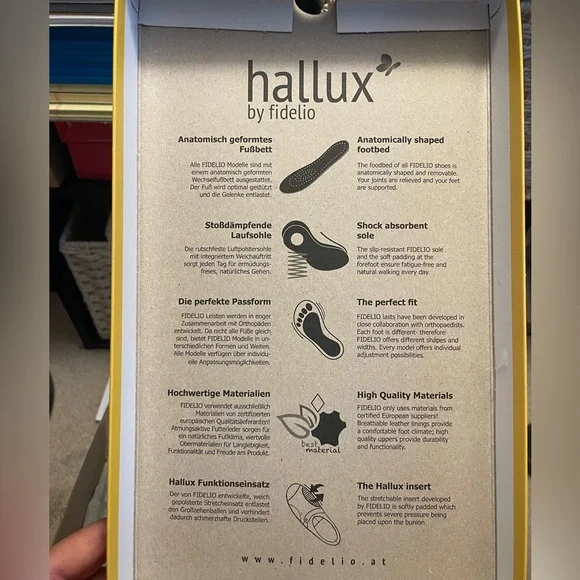 hallux
by fidelio
Anatomisch geformtes
Fußbett
Alle FIDELIO Modelle sind mit
einem anatomisch geformten
Wechselfußbett ausgestattet.
Der Fuß wird optimal gestützt
und die Gelenke entlastet.
Anatomically shaped
footbed
The foodbed of all FIDELIO shoes is
anatomically shaped and removable.
Your joints are relieved and your feet
are supported.
Stoßdämpfende
Laufsohle
Die rutschfeste Luftpolstersohle
mit integriertem Weichauftritt
sorgt jeden Tag für ermüdungs-
freies, natürliches Gehen.
Shock absorbent
sole
The slip-resistant FIDELIO sole
and the soft padding at the
forefoot ensure fatigue-free and
natural walking every day.
Die perfekte Passform
FIDELIO Leisten werden in enger
Zusammenarbeit mit Orthopäden
entwickelt. Da nicht alle Füße gleich
sind, bietet FIDELIO Modelle in un-
terschiedlichen Formen und Weiten.
Alle Modelle verfügen über individu-
elle Anpassungsmöglichkeiten.
The perfect fit
FIDELIO lasts have been developed in
close collaboration with orthopaedists.
Each foot is different- therefore
FIDELIO offers different shapes and
widths. Every model offers individual
adjustment possibilities.
Hochwertige Materialien
FIDELIO verwendet ausschließlich
Materialien von zertifizierten
europäischen Qualitätslieferanten!
Atmungsaktive Futterleder sorgen für
ein natürliches Fußklima, wertvolle
Obermaterialien für Langlebigkeit,
Funktionalität und Freude am Produkt.
best
material
High Quality Materials
FIDELIO only uses materials from
certified European suppliers!
Breathable leather linings provide
a comfortable foot climate; high
quality uppers provide durability
and functionality.
Hallux Funktionseinsatz
Der von FIDELIO entwickelte, weich
gepolsterte Stretcheinsatz entlastet
den Großzehenballen und verhindert
dadurch schmerzhafte Druckstellen.
The Hallux insert
The stretchable insert developed
by FIDELIO is softly padded which
prevents severe pressure being
placed upon the bunion.
www.fidelio.at